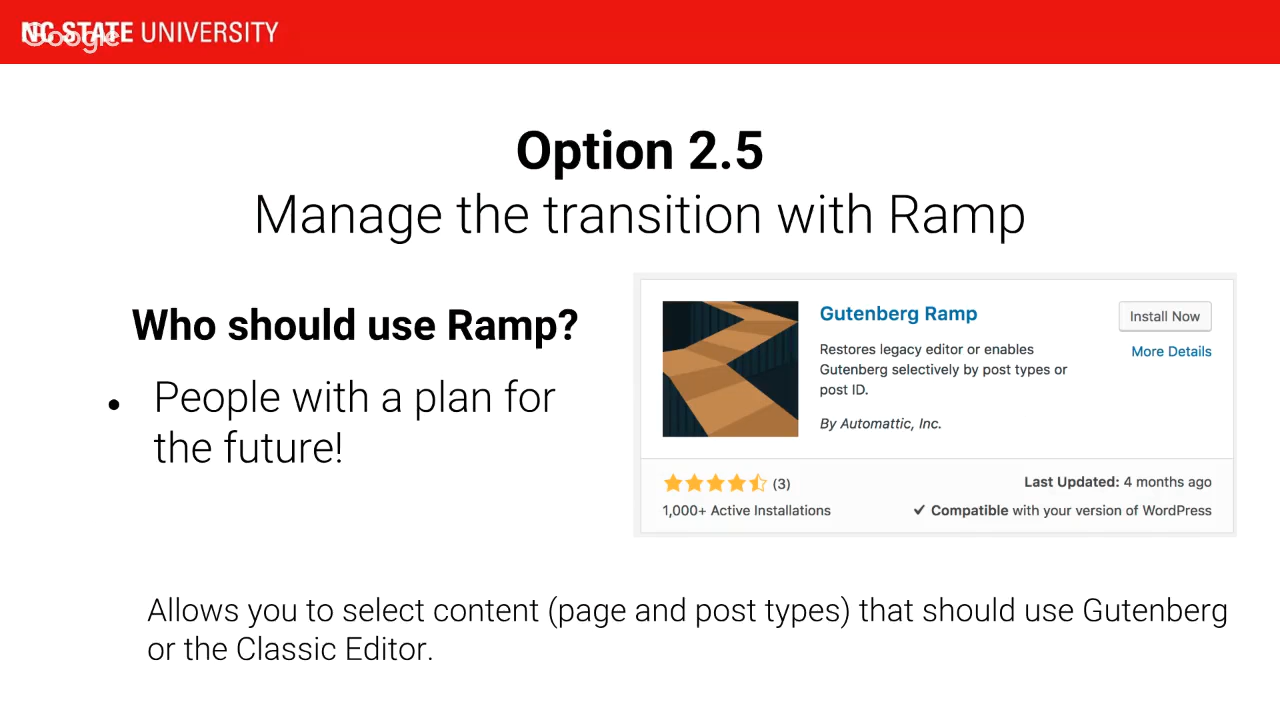 NC STATE UNIVERSITY
Google
Option 2.5
Manage the transition with Ramp
Who should use Ramp?
● People with a plan for
the future!
Gutenberg Ramp
Install Now
More Details
Restores legacy editor or enables
Gutenberg selectively by post types or
post ID.
By Automattic, Inc.
(3)
1,000+ Active Installations
Last Updated: 4 months ago
✔ Compatible with your version of WordPress
Allows you to select content (page and post types) that should use Gutenberg
or the Classic Editor.